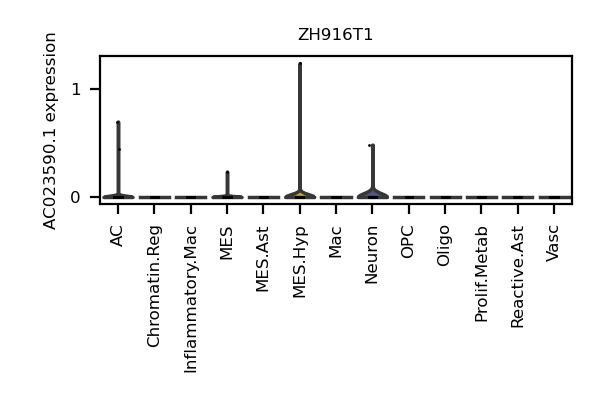 ZH916T1
AC023590.1 expression
1
0
AC
Chromatin.Reg
Inflammatory.Mac
MES
MES.Ast
MES.Hyp
Mac
Neuron
OPC
Oligo
Prolif.Metab
Reactive.Ast
Vasc